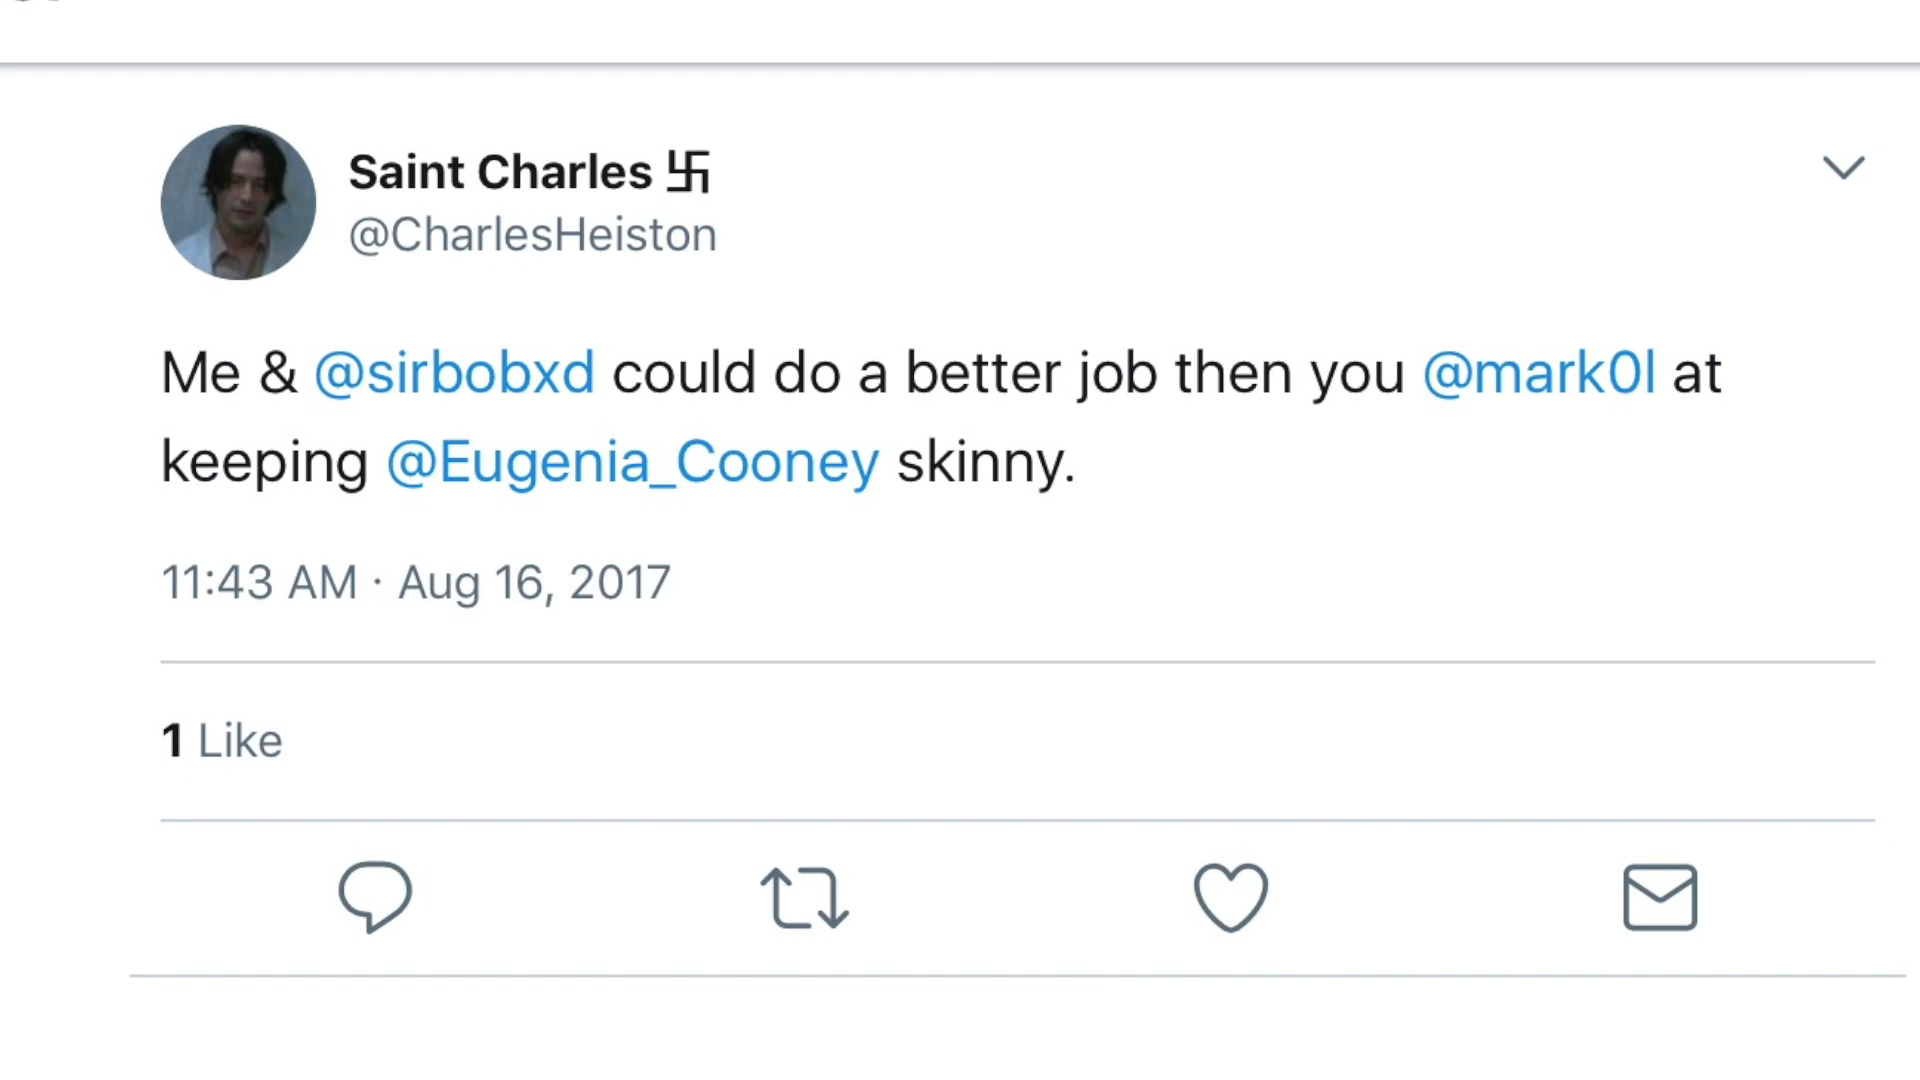 Saint Charles 卐
@CharlesHeiston
Me & @sirbobxd could do a better job then you @mark0l at
keeping @Eugenia_Cooney skinny.
11:43 AM · Aug 16, 2017
1 Like